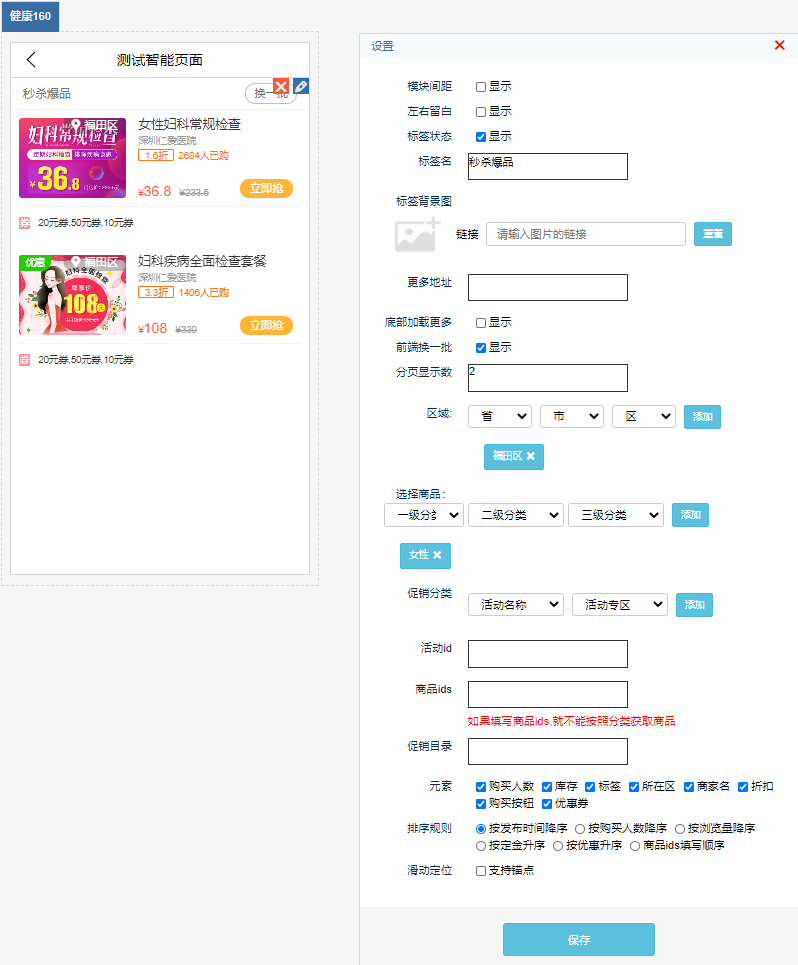 健康160
测试智能页面
秒杀爆品
换一批
妇科常规检查
福田区
定期妇科检查 排除疾病隐患
¥36.8
女性妇科常规检查
深圳仁爱医院
1.6折 2684人已购
¥36.8 ¥233.5
立即抢
券 20元券,50元券,10元券
优惠
福田区
妇科全面检查
尊享价
108元
妇科疾病全面检查套餐
深圳仁爱医院
3.3折 1406人已购
¥108 ¥330
立即抢
券 20元券,50元券,10元券
设置
模块间距 显示
左右留白 显示
标签状态 显示
标签名 秒杀爆品
标签背景图
链接 请输入图片的链接 重置
更多地址
底部加载更多 显示
前端换一批 显示
分页显示数 2
区域: 省 市 区 添加
福田区
选择商品：
一级分类 二级分类 三级分类 添加
女性
促销分类 活动名称 活动专区 添加
活动id
商品ids
如果填写商品ids,就不能按照分类获取商品
促销目录
元素 购买人数 库存 标签 所在区 商家名 折扣
购买按钮 优惠券
排序规则 按发布时间降序 按购买人数降序 按浏览量降序
按定金升序 按优惠升序 商品ids填写顺序
滑动定位 支持锚点
保存